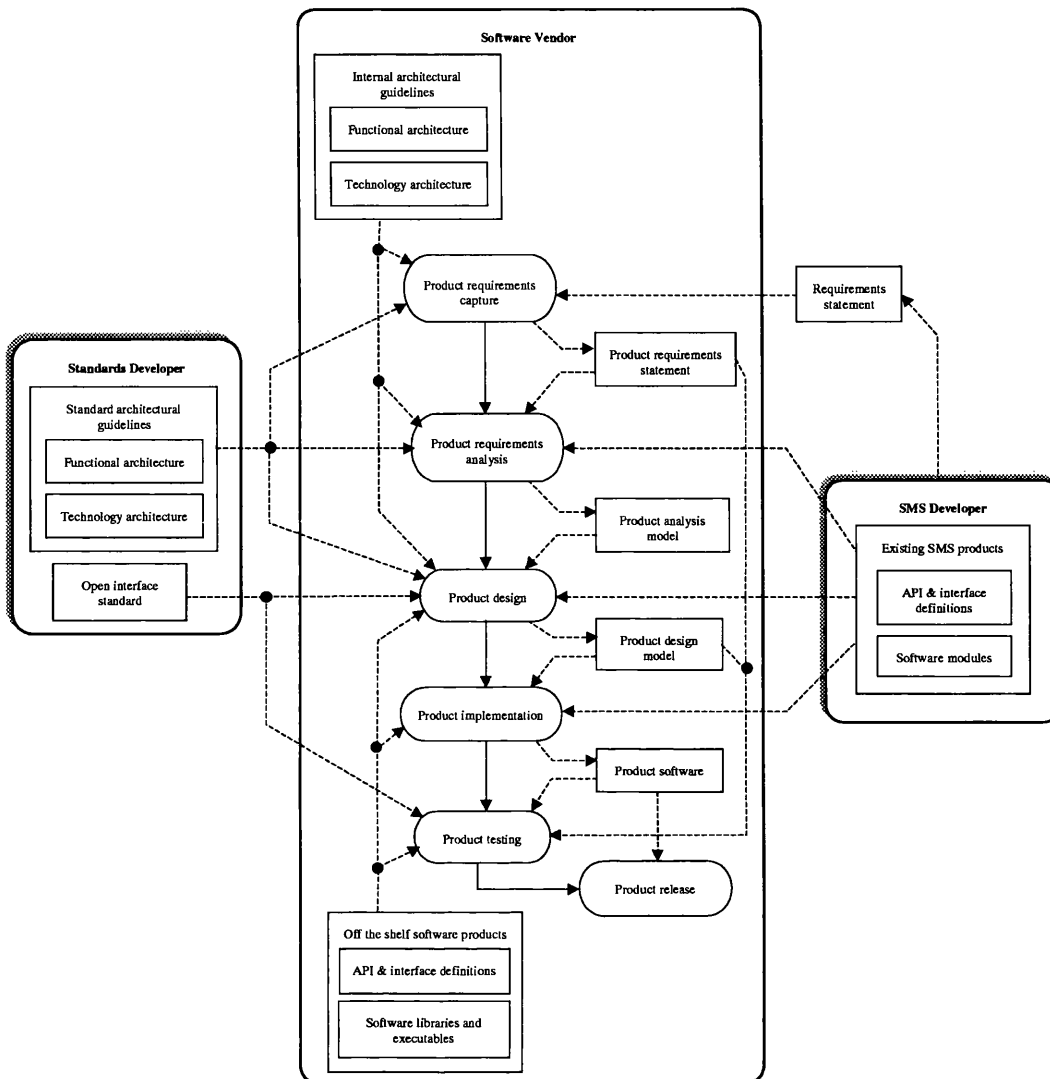 Software Vendor
Internal architectural
guidelines
Functional architecture
Technology architecture
Product requirements
capture
Requirements
statement
Product requirements
statement
Standards Developer
Standard architectural
guidelines
Functional architecture
Technology architecture
Open interface
standard
Product requirements
analysis
Product analysis
model
SMS Developer
Existing SMS products
API & interface
definitions
Software modules
Product design
Product design
model
Product implementation
Product software
Product testing
Product release
Off the shelf software products
API & interface definitions
Software libraries and
executables